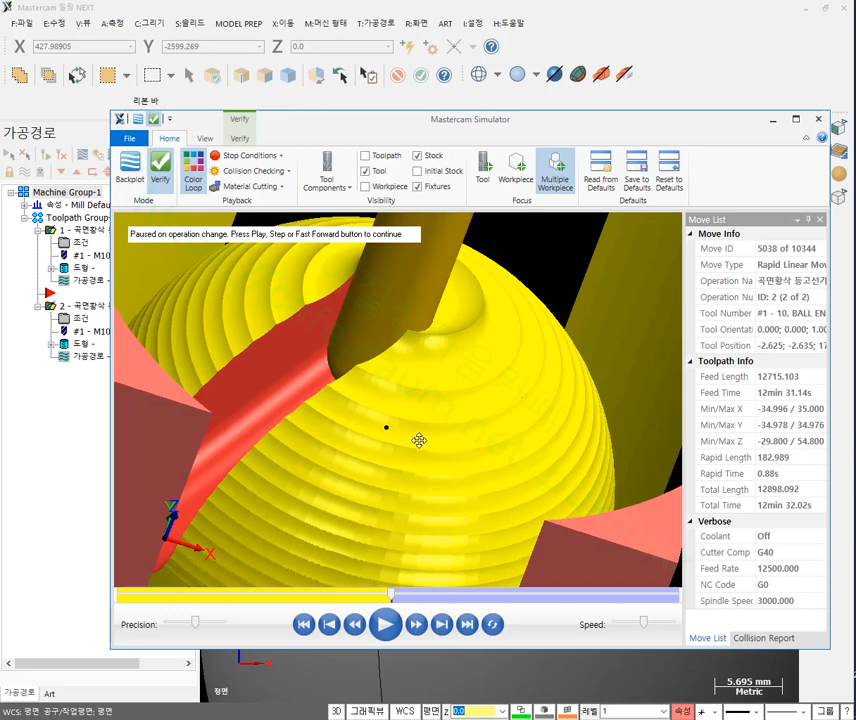 Mastercam 밀링 NEXT
F:파일 E:수정 V:뷰 A:측정 C:그리기 S:솔리드 MODEL PREP X:이동 M:머신 형태 T:가공경로 R:화면 ART I:설정 H:도움말
X 427.98905 Y -2599.269 Z 0.0
리본 바
가공경로
Machine Group-1
속성 - Mill Defau
Toolpath Group-
1 - 곡면황삭
조건
#1 - M10
도형 -
가공경로
2 - 곡면황삭
조건
#1 - M10
도형 -
가공경로
가공경로 Art
Verify Mastercam Simulator
File Home View Verify
Backplot
Verify
Mode
Color Loop
Stop Conditions
Collision Checking
Material Cutting
Playback
Tool Components
Toolpath Stock
Tool Initial Stock
Workpiece Fixtures
Visibility
Tool
Workpiece
Multiple Workpiece
Focus
Read from Defaults
Save to Defaults
Reset to Defaults
Defaults
Paused on operation change. Press Play, Step or Fast Forward button to continue
Z
X
Precision:
Speed:
Move List
Move Info
Move ID 5038 of 10344
Move Type Rapid Linear Mov
Operation Na 곡면황삭 등고선가
Operation Nu ID: 2 (2 of 2)
Tool Number #1 - 10. BALL EN
Tool Orientati 0.000; 0.000; 1.00
Tool Position -2.625; -2.635; 17
Toolpath Info
Feed Length 12715.103
Feed Time 12min 31.14s
Min/Max X -34.996 / 35.000
Min/Max Y -34.978 / 34.976
Min/Max Z -29.800 / 54.800
Rapid Length 182.989
Rapid Time 0.88s
Total Length 12898.092
Total Time 12min 32.02s
Verbose
Coolant Off
Cutter Comp G40
Feed Rate 12500.000
NC Code G0
Spindle Speed 3000.000
Move List Collision Report
정면
5.695 mm
Metric
WCS: 평면 공구/작업평면: 평면
3D 그래픽뷰 WCS 평면 Z 0.0 레벨 1 속성 그룹 ?